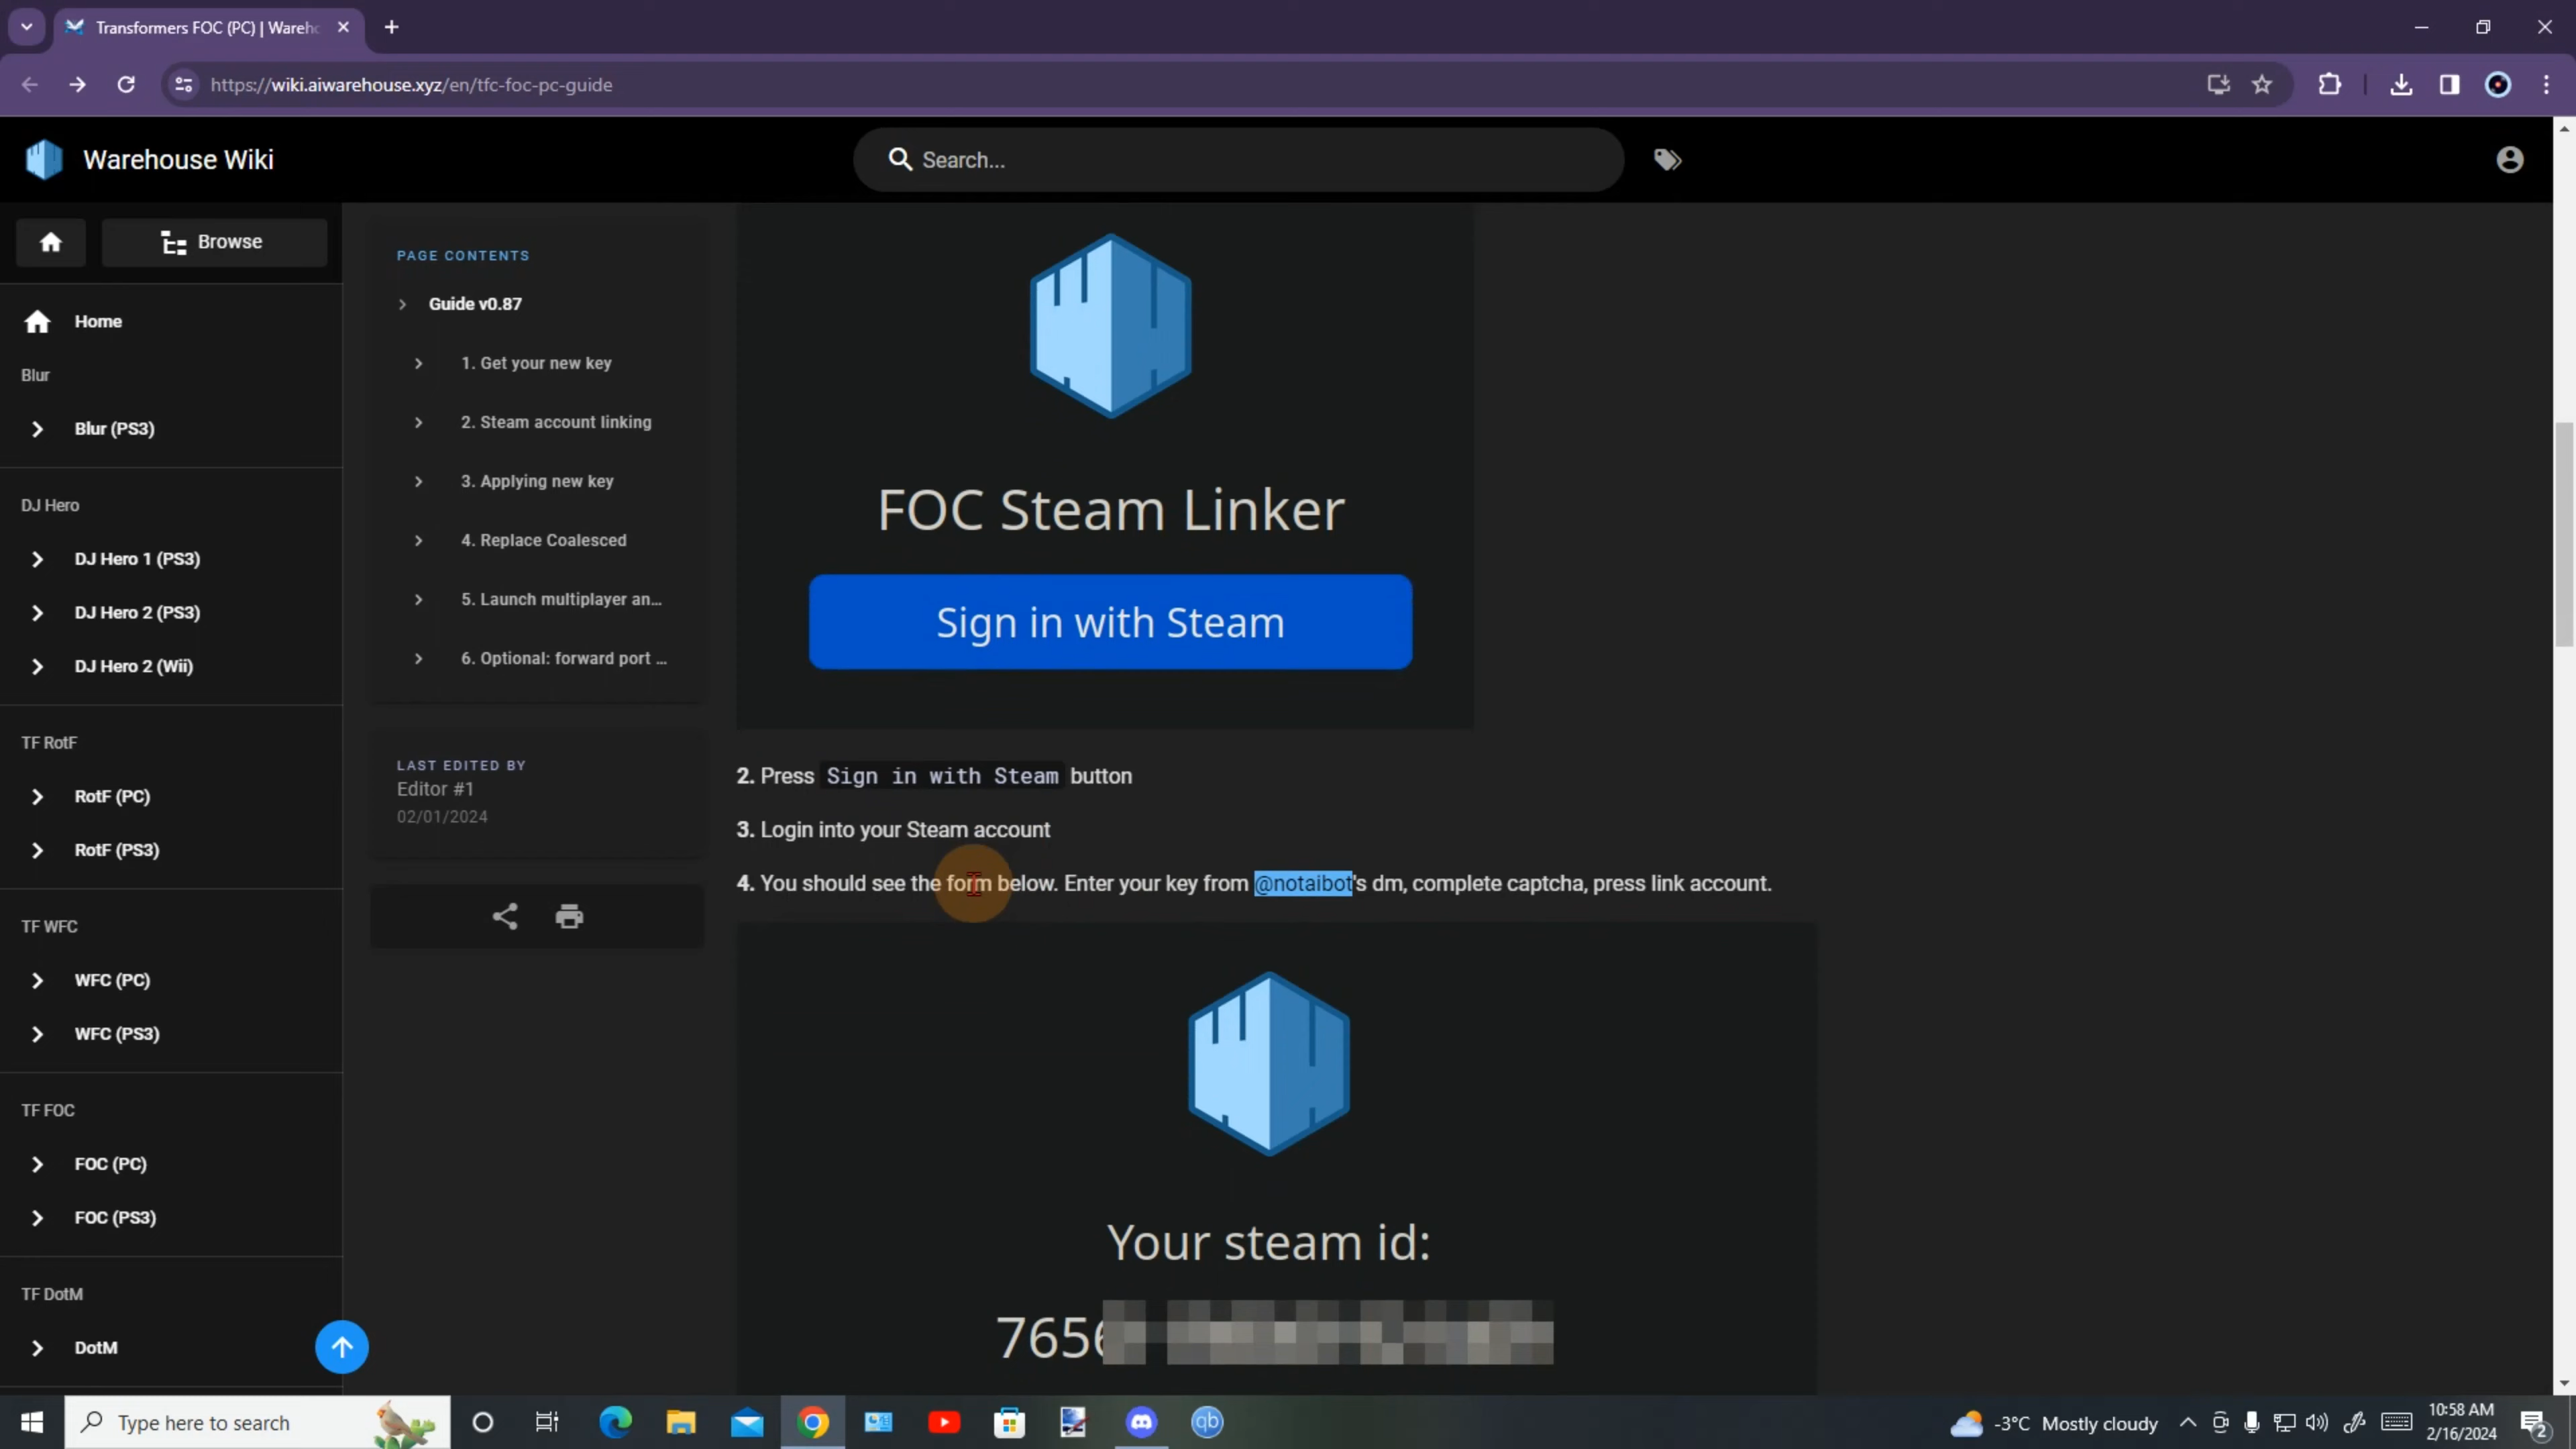 Transformers FOC (PC) | Wareho
https://wiki.aiwarehouse.xyz/en/tfc-foc-pc-guide
Warehouse Wiki
Search...
Browse
Home
Blur
Blur (PS3)
DJ Hero
DJ Hero 1 (PS3)
DJ Hero 2 (PS3)
DJ Hero 2 (Wii)
TF RotF
RotF (PC)
RotF (PS3)
TF WFC
WFC (PC)
WFC (PS3)
TF FOC
FOC (PC)
FOC (PS3)
TF DotM
DotM
PAGE CONTENTS
Guide v0.87
1. Get your new key
2. Steam account linking
3. Applying new key
4. Replace Coalesced
5. Launch multiplayer an...
6. Optional: forward port ...
LAST EDITED BY
Editor #1
02/01/2024
FOC Steam Linker
Sign in with Steam
2. Press Sign in with Steam button
3. Login into your Steam account
4. You should see the form below. Enter your key from @notaibot's dm, complete captcha, press link account.
Your steam id:
7656
Type here to search
qb
-3°C Mostly cloudy
10:58 AM
2/16/2024
2